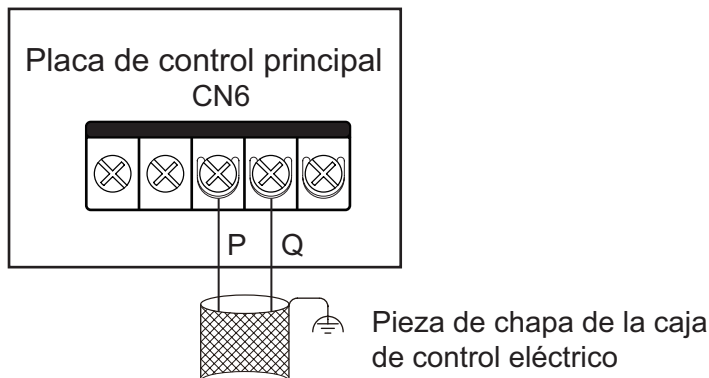 Placa de control principal
CN6
P Q
Pieza de chapa de la caja
de control eléctrico